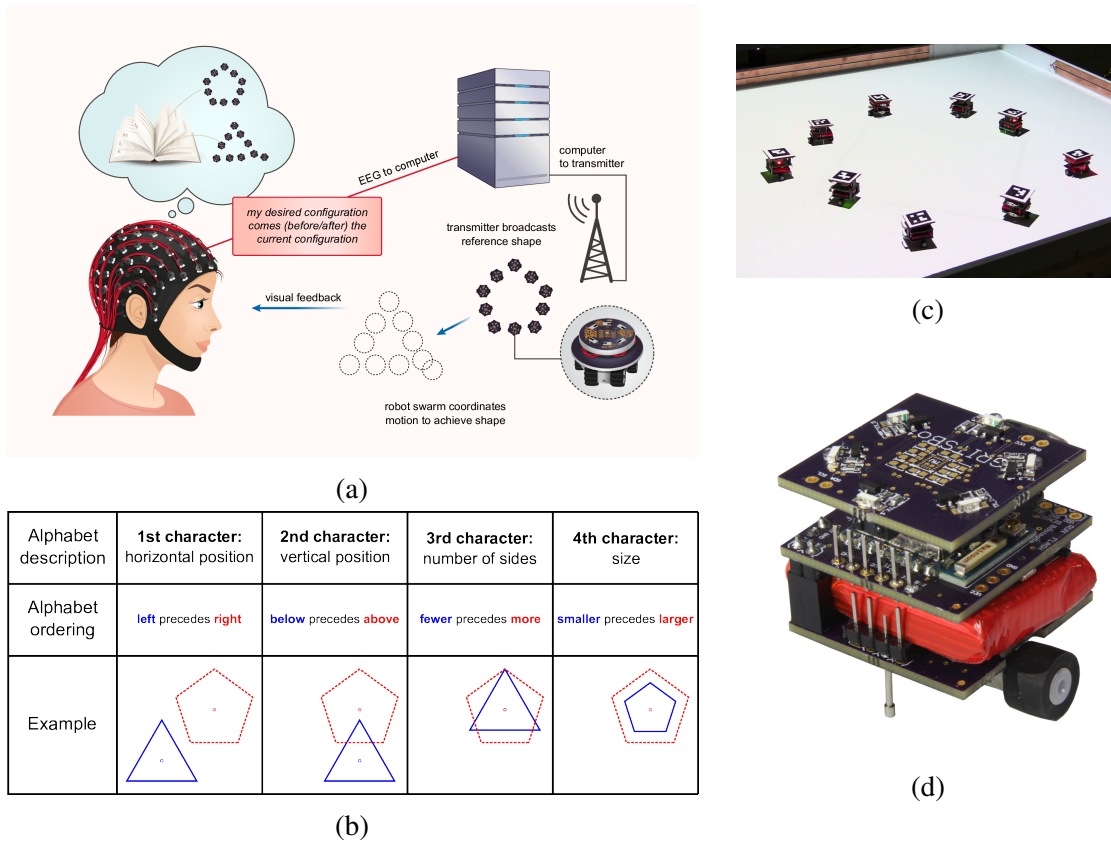 EEG to computer
computer
to transmitter
my desired configuration
comes (before/after) the
current configuration
transmitter broadcasts
reference shape
visual feedback
robot swarm coordinates
motion to achieve shape
(a)
Alphabet
description
1st character:
horizontal position
2nd character:
vertical position
3rd character:
number of sides
4th character:
size
Alphabet
ordering
left precedes right
below precedes above
fewer precedes more
smaller precedes larger
Example
(b)
(c)
GRITSBo
(d)